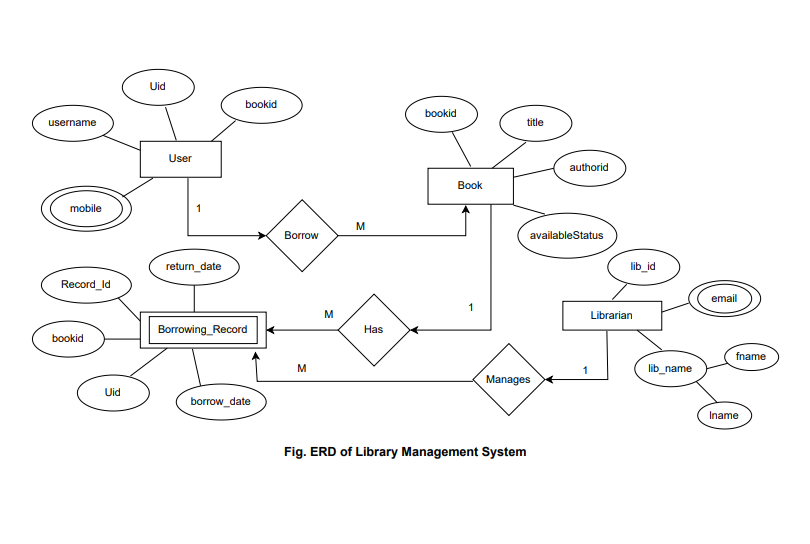 Uid
bookid
username
User
mobile
bookid
title
authorid
Book
availableStatus
1
Borrow
M
return_date
Record_Id
Borrowing_Record
bookid
Uid
borrow_date
M
Has
1
lib_id
email
Librarian
lib_name
fname
lname
M
Manages
1
Fig. ERD of Library Management System